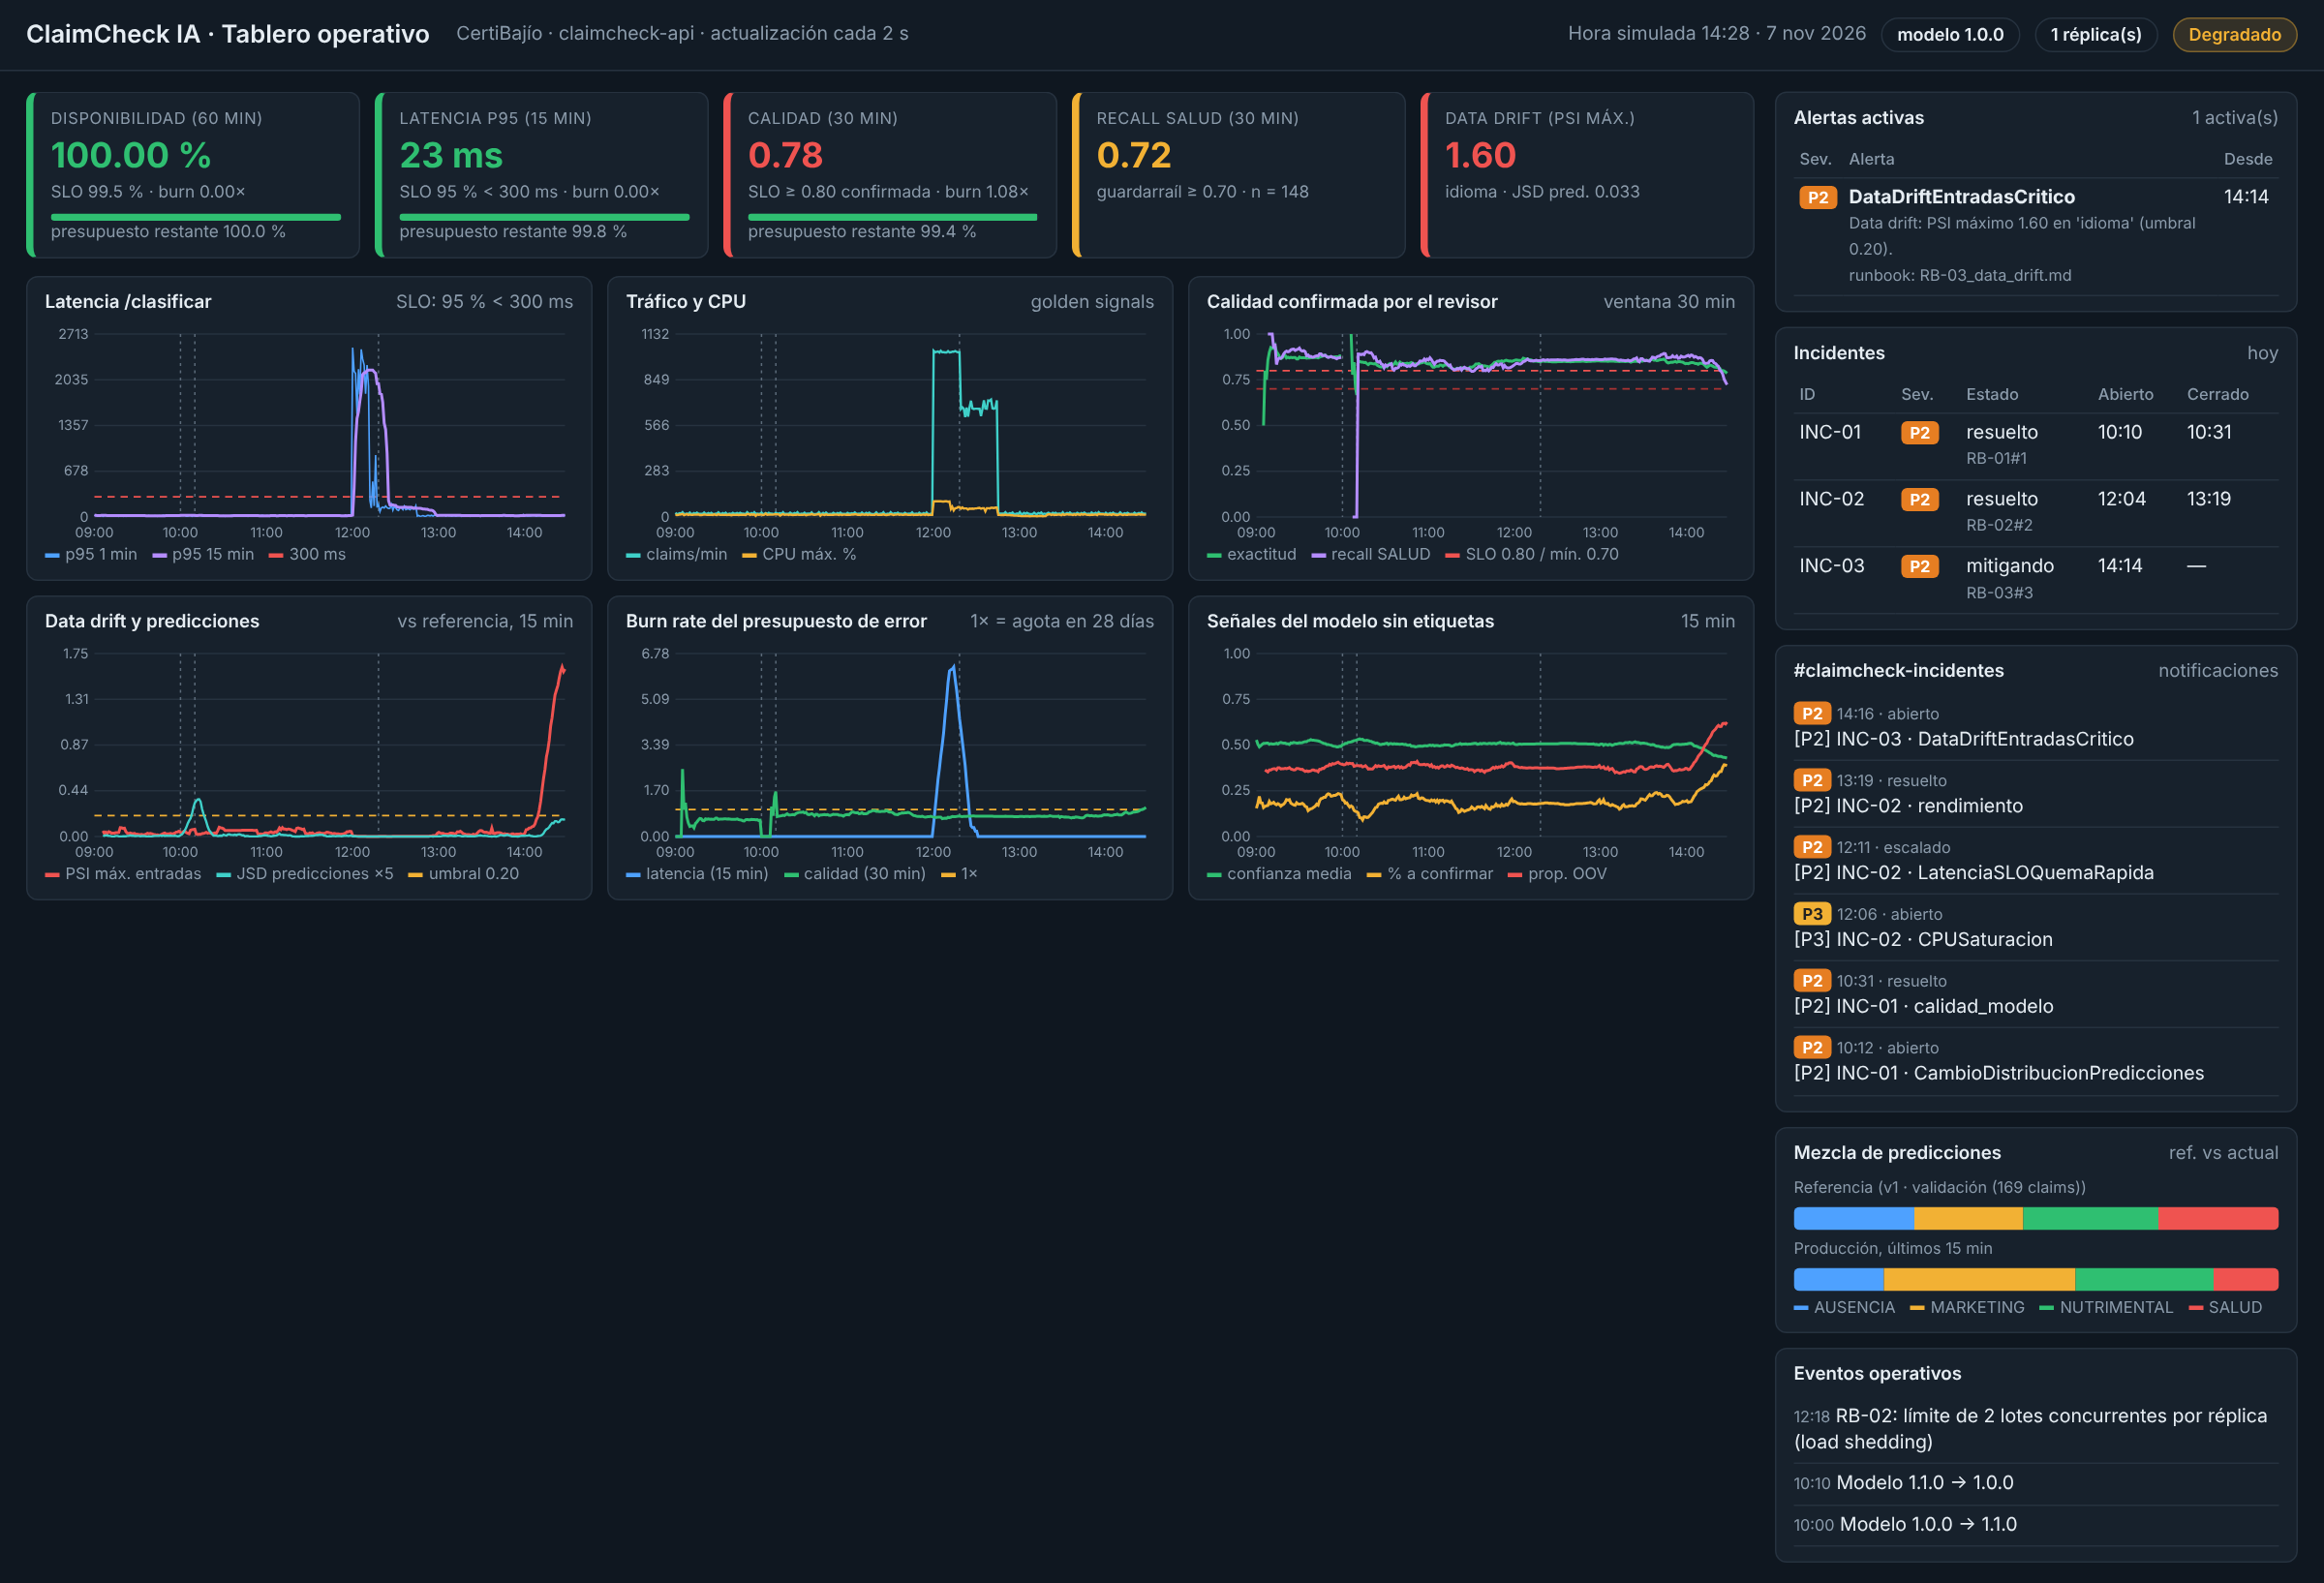 ClaimCheck IA · Tablero operativo
CertiBajío · claimcheck-api · actualización cada 2 s
Hora simulada 14:28 · 7 nov 2026
modelo 1.0.0
1 réplica(s)
Degradado
DISPONIBILIDAD (60 MIN)
100.00 %
SLO 99.5 % · burn 0.00×
presupuesto restante 100.0 %
LATENCIA P95 (15 MIN)
23 ms
SLO 95 % < 300 ms · burn 0.00×
presupuesto restante 99.8 %
CALIDAD (30 MIN)
0.78
SLO ≥ 0.80 confirmada · burn 1.08×
presupuesto restante 99.4 %
RECALL SALUD (30 MIN)
0.72
guardarraíl ≥ 0.70 · n = 148
DATA DRIFT (PSI MÁX.)
1.60
idioma · JSD pred. 0.033
Latencia /clasificar
SLO: 95 % < 300 ms
2713
2035
1357
678
0
09:00 10:00 11:00 12:00 13:00 14:00
p95 1 min p95 15 min 300 ms
Tráfico y CPU
golden signals
1132
849
566
283
0
09:00 10:00 11:00 12:00 13:00 14:00
claims/min CPU máx. %
Calidad confirmada por el revisor
ventana 30 min
1.00
0.75
0.50
0.25
0.00
09:00 10:00 11:00 12:00 13:00 14:00
exactitud recall SALUD SLO 0.80 / mín. 0.70
Data drift y predicciones
vs referencia, 15 min
1.75
1.31
0.87
0.44
0.00
09:00 10:00 11:00 12:00 13:00 14:00
PSI máx. entradas JSD predicciones ×5 umbral 0.20
Burn rate del presupuesto de error
1× = agota en 28 días
6.78
5.09
3.39
1.70
0.00
09:00 10:00 11:00 12:00 13:00 14:00
latencia (15 min) calidad (30 min) 1×
Señales del modelo sin etiquetas
15 min
1.00
0.75
0.50
0.25
0.00
09:00 10:00 11:00 12:00 13:00 14:00
confianza media % a confirmar prop. OOV
Alertas activas
1 activa(s)
Sev. Alerta Desde
P2 DataDriftEntradasCritico 14:14
Data drift: PSI máximo 1.60 en 'idioma' (umbral
0.20).
runbook: RB-03_data_drift.md
Incidentes
hoy
ID Sev. Estado Abierto Cerrado
INC-01 P2 resuelto 10:10 10:31
RB-01#1
INC-02 P2 resuelto 12:04 13:19
RB-02#2
INC-03 P2 mitigando 14:14 —
RB-03#3
#claimcheck-incidentes
notificaciones
P2 14:16 · abierto
[P2] INC-03 · DataDriftEntradasCritico
P2 13:19 · resuelto
[P2] INC-02 · rendimiento
P2 12:11 · escalado
[P2] INC-02 · LatenciaSLOQuemaRapida
P3 12:06 · abierto
[P3] INC-02 · CPUSaturacion
P2 10:31 · resuelto
[P2] INC-01 · calidad_modelo
P2 10:12 · abierto
[P2] INC-01 · CambioDistribucionPredicciones
Mezcla de predicciones
ref. vs actual
Referencia (v1 · validación (169 claims))
Producción, últimos 15 min
AUSENCIA MARKETING NUTRIMENTAL SALUD
Eventos operativos
12:18 RB-02: límite de 2 lotes concurrentes por réplica
(load shedding)
10:10 Modelo 1.1.0 → 1.0.0
10:00 Modelo 1.0.0 → 1.1.0